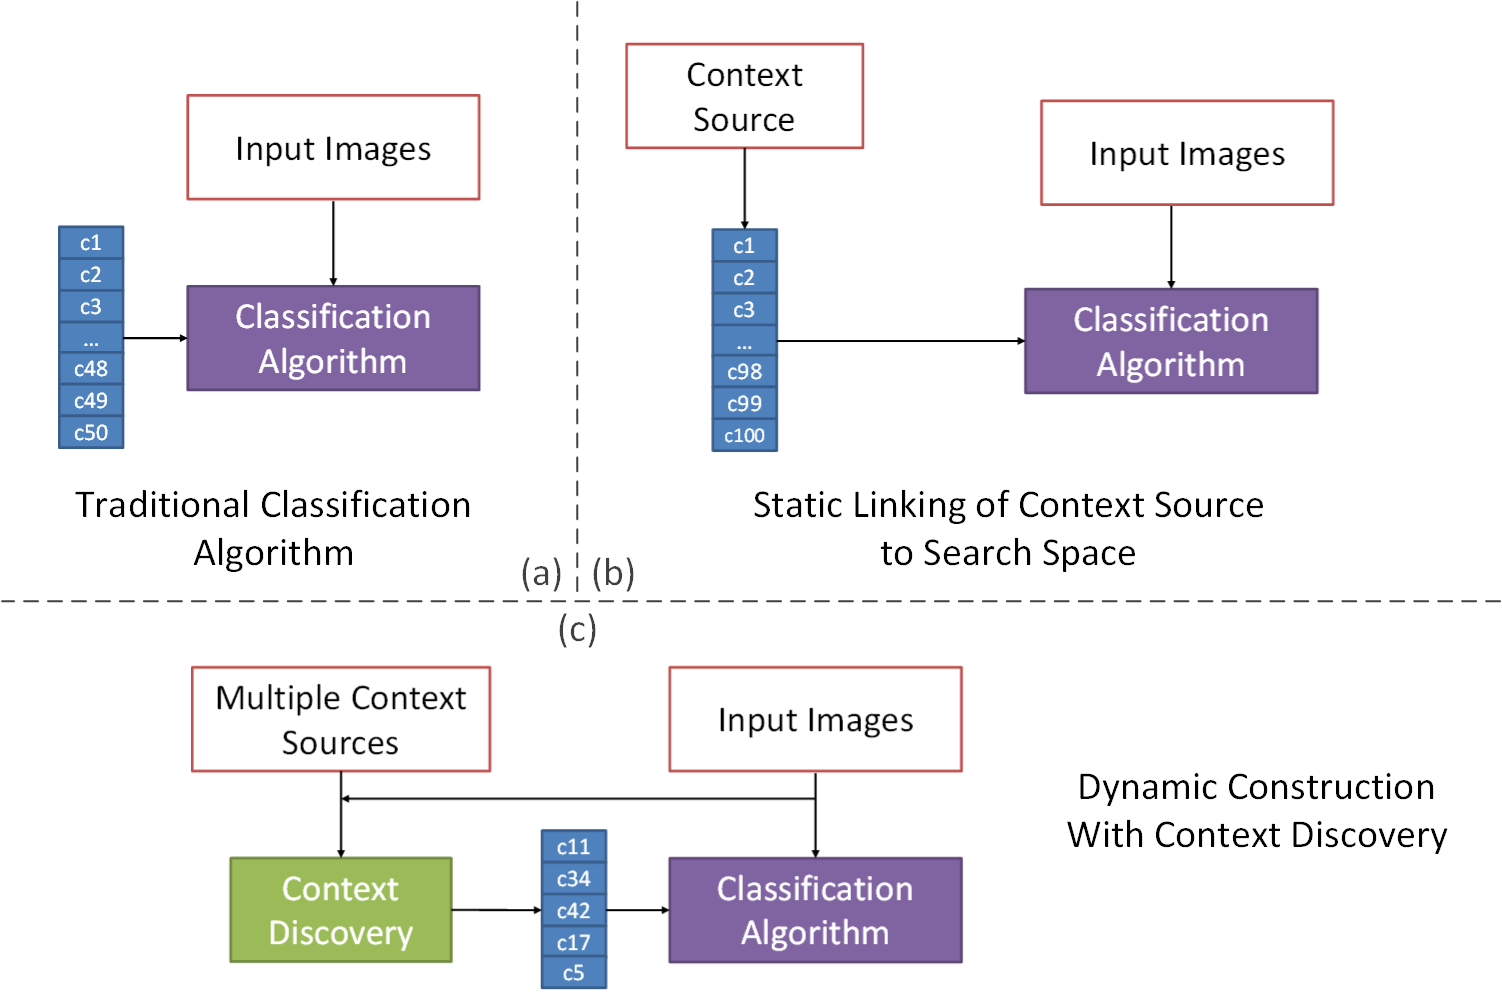 Input Images
c1
c2
c3
...
c48
c49
c50
Classification
Algorithm
Traditional Classification
Algorithm
(a)
Context
Source
Input Images
c1
c2
c3
...
c98
c99
c100
Classification
Algorithm
Static Linking of Context Source
to Search Space
(b)
(c)
Multiple Context
Sources
Input Images
Context
Discovery
c11
c34
c42
c17
c5
Classification
Algorithm
Dynamic Construction
With Context Discovery